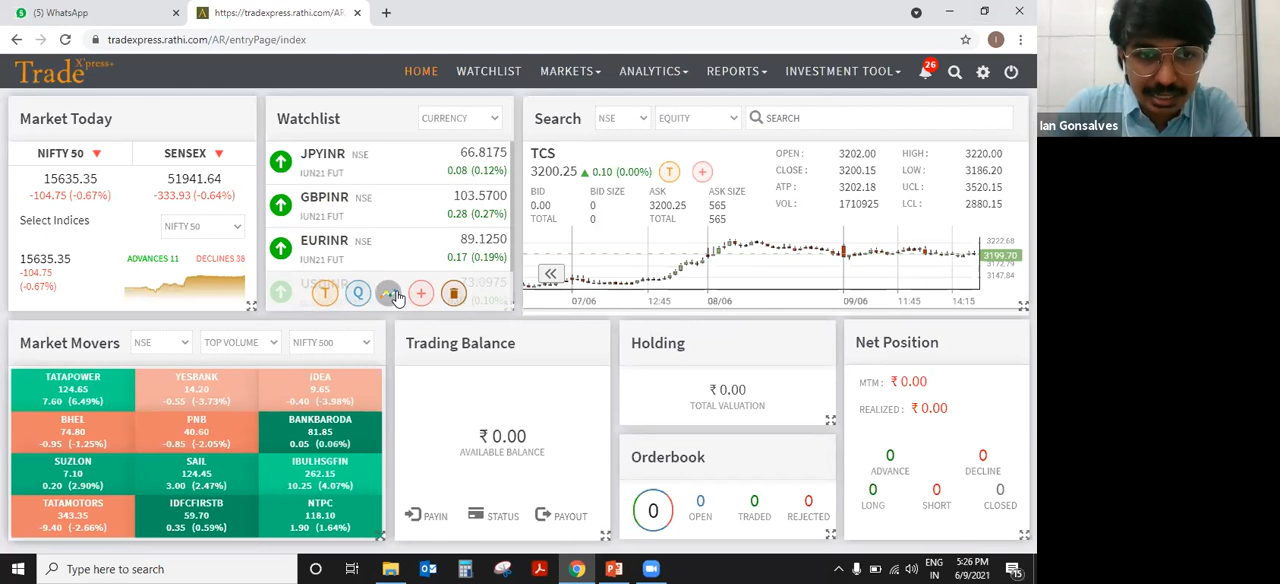 (5) WhatsApp
https://tradexpress.rathi.com/AR/
tradexpress.rathi.com/AR/entryPage/index
I
Trade X'press+
HOME WATCHLIST MARKETS ANALYTICS REPORTS INVESTMENT TOOL 26
Market Today
NIFTY 50 SENSEX
15635.35 51941.64
-104.75 (-0.67%) -333.93 (-0.64%)
Select Indices NIFTY 50
15635.35
-104.75
(-0.67%)
ADVANCES 11 DECLINES 38
Watchlist CURRENCY
JPYINR NSE 66.8175
JUN21 FUT 0.08 (0.12%)
GBPINR NSE 103.5700
JUN21 FUT 0.28 (0.27%)
EURINR NSE 89.1250
JUN21 FUT 0.17 (0.19%)
USDINR NSE 73.0975
T Q + 0.10%)
Search NSE EQUITY SEARCH
TCS
3200.25 0.10 (0.00%) T +
BID BID SIZE ASK ASK SIZE
0.00 0 3200.25 565
TOTAL 0 TOTAL 565
OPEN: 3202.00 HIGH: 3220.00
CLOSE: 3200.15 LOW: 3186.20
ATP: 3202.18 UCL: 3520.15
VOL: 1710925 LCL: 2880.15
3222.68
3199.70
3172.79
3147.84
07/06 12:45 08/06 09/06 11:45 14:15
Market Movers NSE TOP VOLUME NIFTY 500
TATAPOWER YESBANK IDEA
124.65 14.20 9.65
7.60 (6.49%) -0.55 (-3.73%) -0.40 (-3.98%)
BHEL PNB BANKBARODA
74.80 40.60 81.85
-0.95 (-1.25%) -0.85 (-2.05%) 0.05 (0.06%)
SUZLON SAIL IBULHSGFIN
7.10 124.45 262.15
0.20 (2.90%) 3.00 (2.47%) 10.25 (4.07%)
TATAMOTORS IDFCFIRSTB NTPC
343.35 59.70 118.10
-9.40 (-2.66%) 0.35 (0.59%) 1.90 (1.64%)
Trading Balance
₹ 0.00
AVAILABLE BALANCE
PAYIN STATUS PAYOUT
Holding
₹ 0.00
TOTAL VALUATION
Orderbook
0 0 0 0
OPEN TRADED REJECTED
Net Position
MTM: ₹ 0.00
REALIZED: ₹ 0.00
0 0
ADVANCE DECLINE
0 0 0
LONG SHORT CLOSED
Ian Gonsalves
Type here to search
ENG
IN
5:26 PM
6/9/2021
15